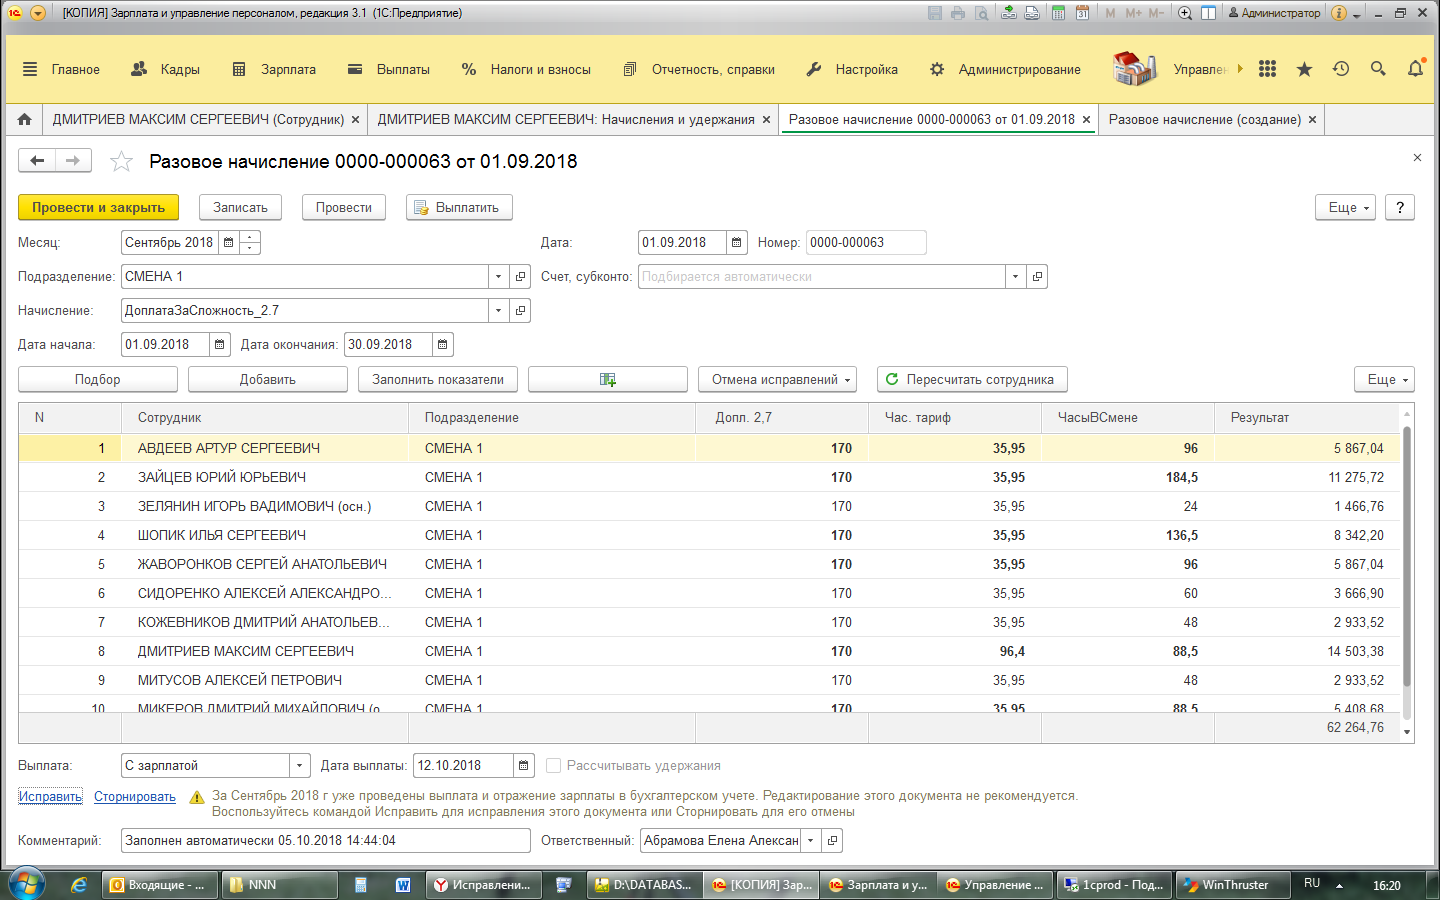 [КОПИЯ] Зарплата и управление персоналом, редакция 3.1 (1С:Предприятие)
M M+ M- Администратор
Главное Кадры Зарплата Выплаты Налоги и взносы Отчетность, справки Настройка Администрирование Управлен
ДМИТРИЕВ МАКСИМ СЕРГЕЕВИЧ (Сотрудник) × ДМИТРИЕВ МАКСИМ СЕРГЕЕВИЧ: Начисления и удержания × Разовое начисление 0000-000063 от 01.09.2018 × Разовое начисление (создание) ×
Разовое начисление 0000-000063 от 01.09.2018
Провести и закрыть Записать Провести Выплатить Еще ?
Месяц: Сентябрь 2018 Дата: 01.09.2018 Номер: 0000-000063
Подразделение: СМЕНА 1 Счет, субконто: Подбирается автоматически
Начисление: ДоплатаЗаСложность_2.7
Дата начала: 01.09.2018 Дата окончания: 30.09.2018
Подбор Добавить Заполнить показатели Отмена исправлений Пересчитать сотрудника Еще
N Сотрудник Подразделение Допл. 2,7 Час. тариф ЧасыВСмене Результат
1 АВДЕЕВ АРТУР СЕРГЕЕВИЧ СМЕНА 1 170 35,95 96 5 867,04
2 ЗАЙЦЕВ ЮРИЙ ЮРЬЕВИЧ СМЕНА 1 170 35,95 184,5 11 275,72
3 ЗЕЛЯНИН ИГОРЬ ВАДИМОВИЧ (осн.) СМЕНА 1 170 35,95 24 1 466,76
4 ШОПИК ИЛЬЯ СЕРГЕЕВИЧ СМЕНА 1 170 35,95 136,5 8 342,20
5 ЖАВОРОНКОВ СЕРГЕЙ АНАТОЛЬЕВИЧ СМЕНА 1 170 35,95 96 5 867,04
6 СИДОРЕНКО АЛЕКСЕЙ АЛЕКСАНДРО... СМЕНА 1 170 35,95 60 3 666,90
7 КОЖЕВНИКОВ ДМИТРИЙ АНАТОЛЬЕВ... СМЕНА 1 170 35,95 48 2 933,52
8 ДМИТРИЕВ МАКСИМ СЕРГЕЕВИЧ СМЕНА 1 170 96,4 88,5 14 503,38
9 МИТУСОВ АЛЕКСЕЙ ПЕТРОВИЧ СМЕНА 1 170 35,95 48 2 933,52
10 МИКЕРОВ ДМИТРИЙ МИХАЙЛОВИЧ (о СМЕНА 1 170 35,95 88,5 5 408,68
62 264,76
Выплата: С зарплатой Дата выплаты: 12.10.2018 Рассчитывать удержания
Исправить Сторнировать За Сентябрь 2018 г уже проведены выплата и отражение зарплаты в бухгалтерском учете. Редактирование этого документа не рекомендуется.
Воспользуйтесь командой Исправить для исправления этого документа или Сторнировать для его отмены
Комментарий: Заполнен автоматически 05.10.2018 14:44:04 Ответственный: Абрамова Елена Алексан
Входящие - ... NNN Исправлени... D:\DATABAS... [КОПИЯ] Зар... Зарплата и у... Управление ... 1cprod - Под... WinThruster RU 16:20